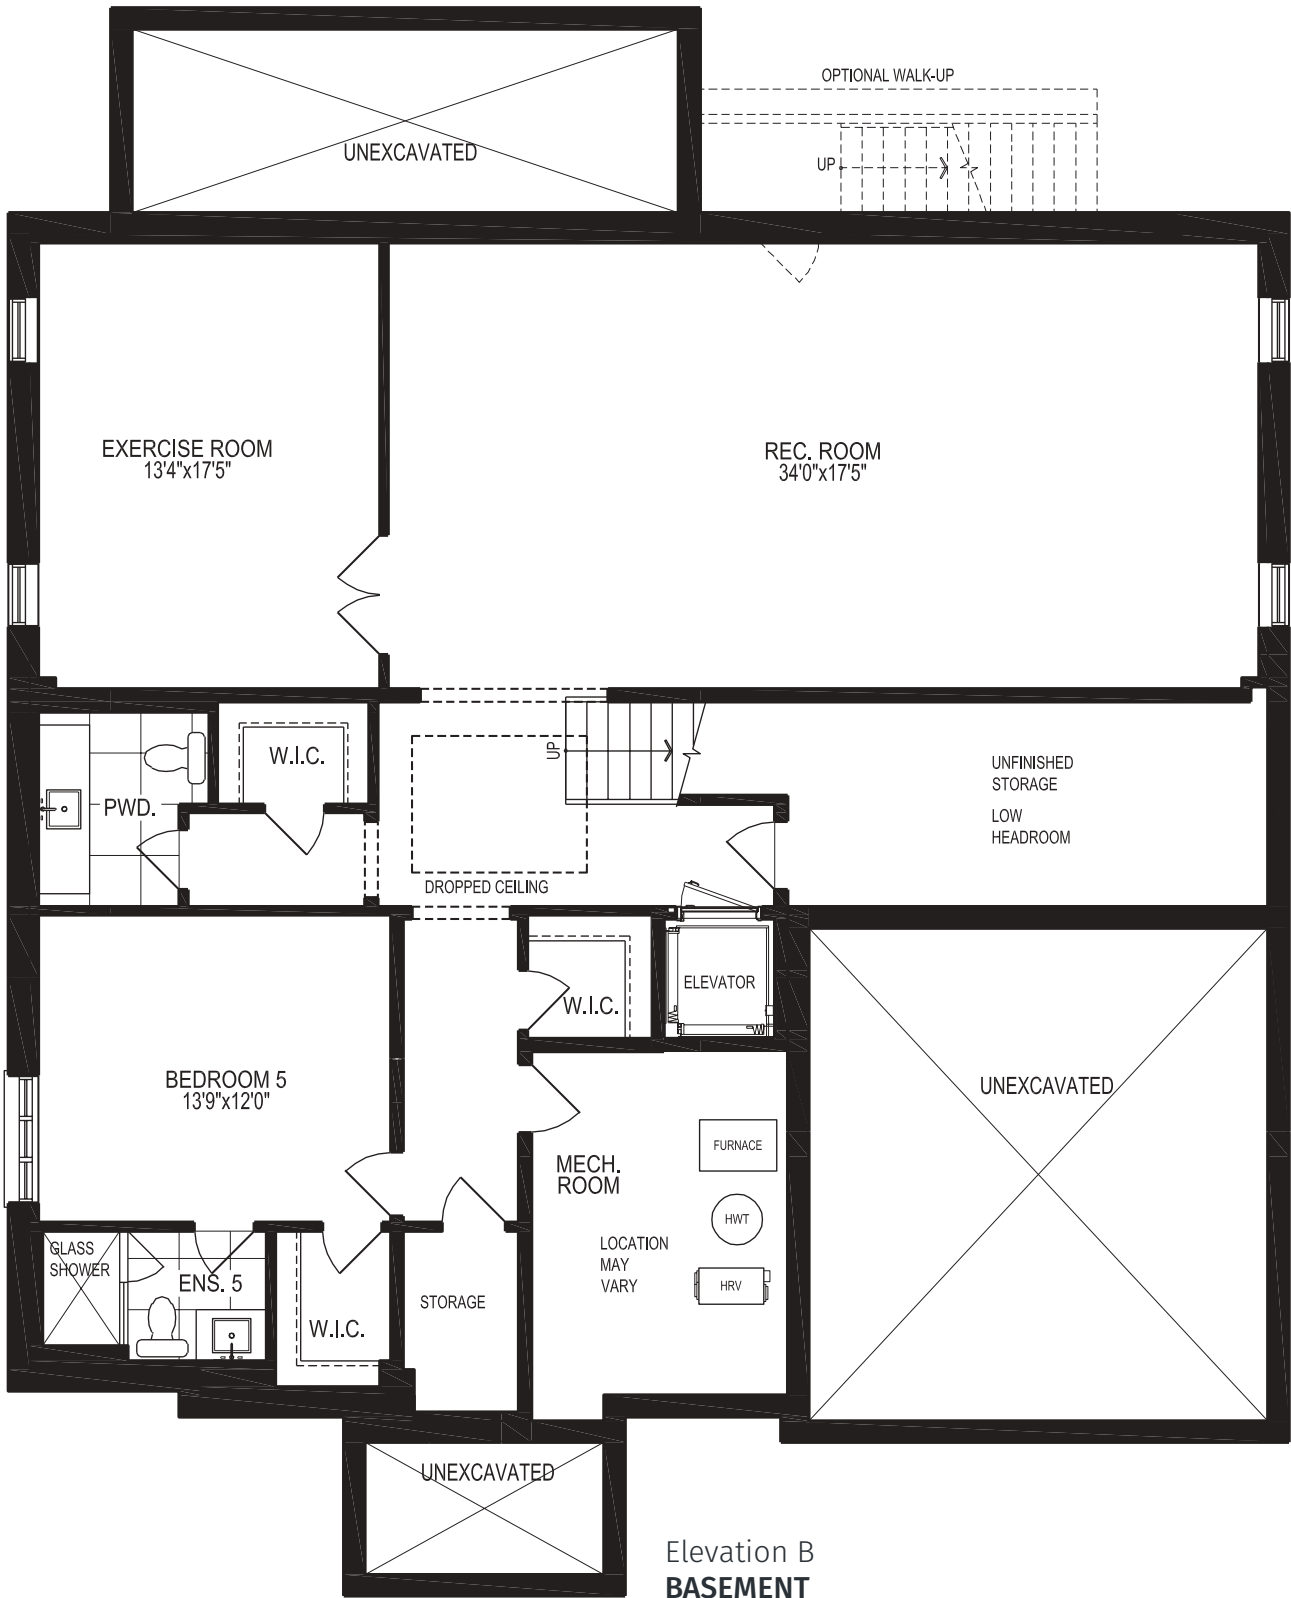 OPTIONAL WALK-UP
UNEXCAVATED
UP
EXERCISE ROOM
13'4"x17'5"
REC. ROOM
34'0"x17'5"
W.I.C.
UP
UNFINISHED
STORAGE
LOW
HEADROOM
PWD.
DROPPED CEILING
ELEVATOR
W.I.C.
BEDROOM 5
13'9"x12'0"
UNEXCAVATED
FURNACE
MECH.
ROOM
HWT
LOCATION
MAY
VARY
HRV
GLASS
SHOWER
ENS. 5
STORAGE
W.I.C.
UNEXCAVATED
Elevation B
BASEMENT